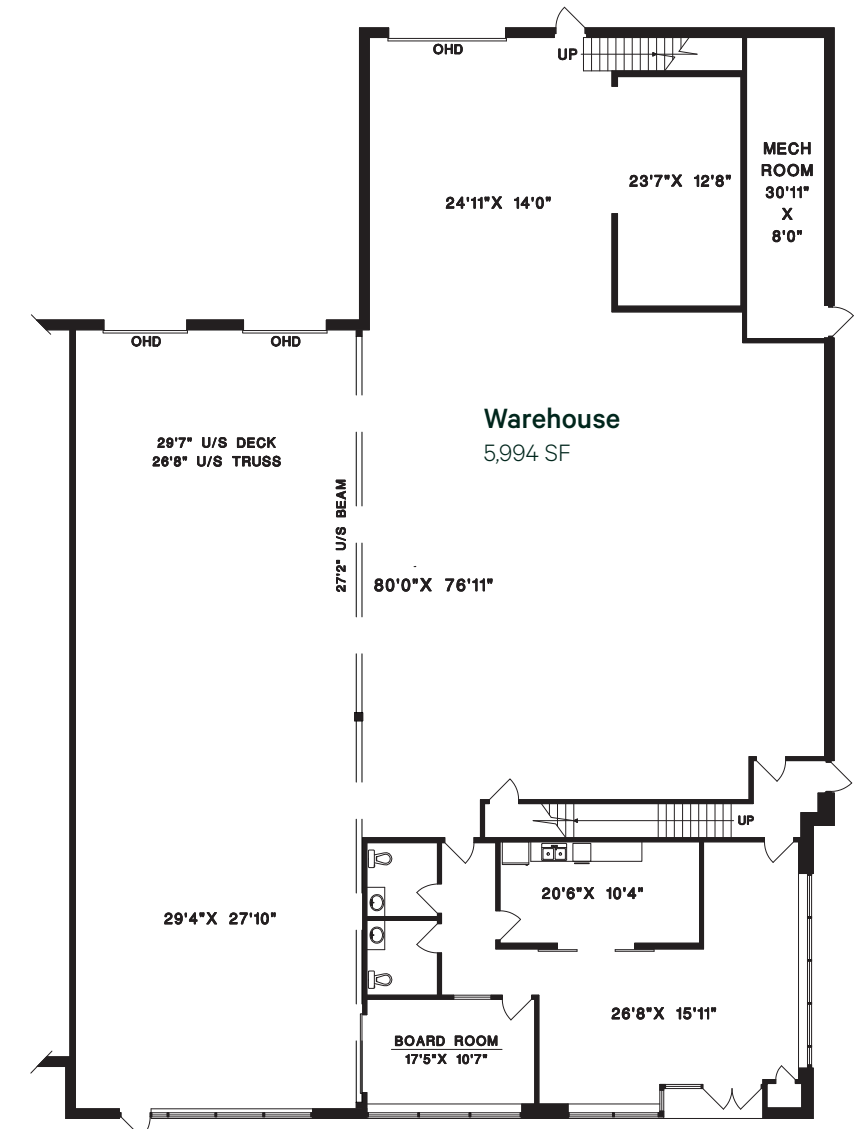 OHD
UP
MECH
ROOM
30'11"
X
8'0"
23'7"X 12'8"
24'11"X 14'0"
OHD
OHD
Warehouse
5,994 SF
29'7" U/S DECK
26'8" U/S TRUSS
27'2" U/S BEAM
80'0"X 76'11"
UP
20'6"X 10'4"
29'4"X 27'10"
26'8"X 15'11"
BOARD ROOM
17'5"X 10'7"